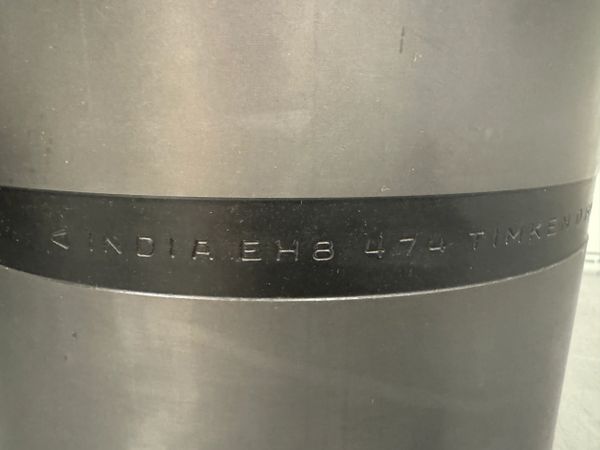 < INDIA EH8 474 TIMKEN